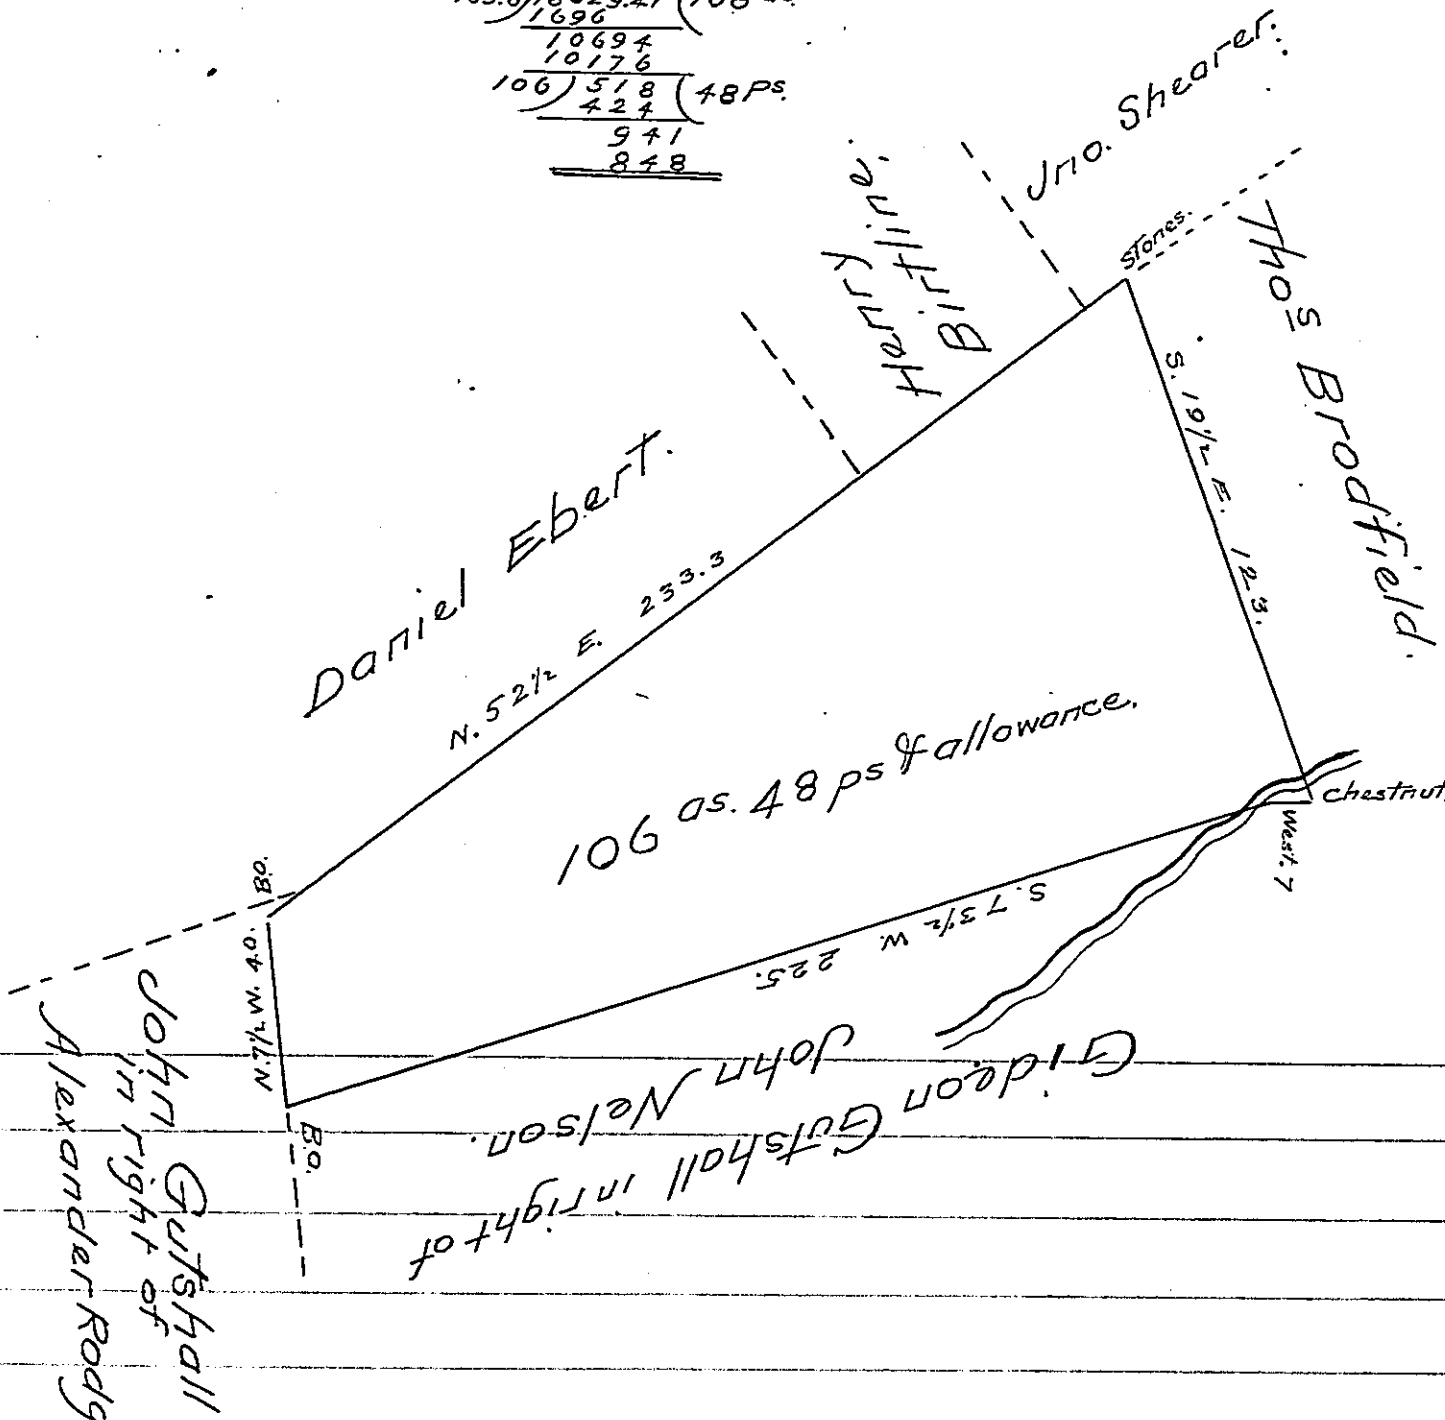 1696
10694
10176
106 ) 518 ( 48 Ps.
424
941
848
Jno. Shearer.
Henry
Birtline.
Stones.
Thos Brodfield.
S. 19½ E. 123.
Daniel Ebert.
N. 52½ E. 233.3
106 as. 48 ps & allowance.
Chestnut
West. 7
S. 73½ W. 225.
Bo.
N. W. 40.
Bo.
Gideon Gutshall in right of
John Nelson.
John Gutshall
in right of
Alexander Rodg